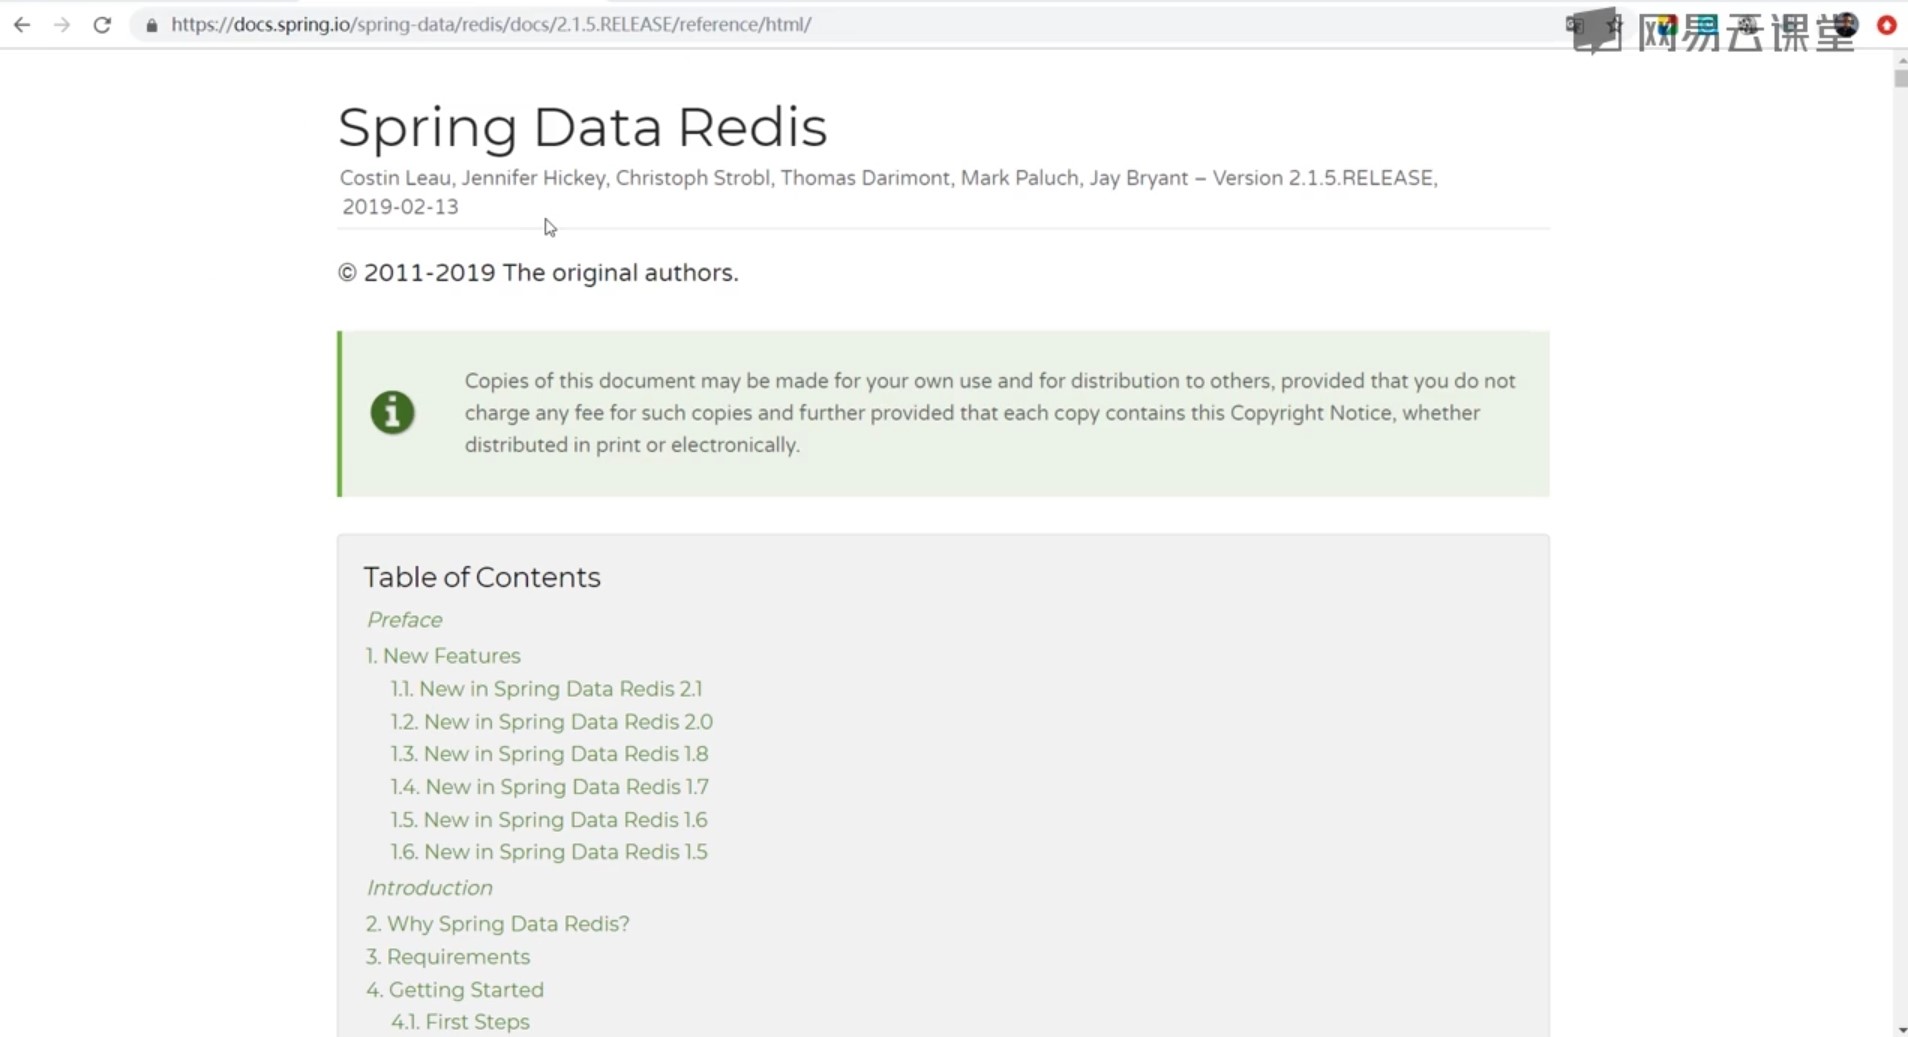 https://docs.spring.io/spring-data/redis/docs/2.1.5.RELEASE/reference/html/
网易云课堂
Spring Data Redis
Costin Leau, Jennifer Hickey, Christoph Strobl, Thomas Darimont, Mark Paluch, Jay Bryant – Version 2.1.5.RELEASE,
2019-02-13
© 2011-2019 The original authors.
Copies of this document may be made for your own use and for distribution to others, provided that you do not
charge any fee for such copies and further provided that each copy contains this Copyright Notice, whether
distributed in print or electronically.
Table of Contents
Preface
1. New Features
1.1. New in Spring Data Redis 2.1
1.2. New in Spring Data Redis 2.0
1.3. New in Spring Data Redis 1.8
1.4. New in Spring Data Redis 1.7
1.5. New in Spring Data Redis 1.6
1.6. New in Spring Data Redis 1.5
Introduction
2. Why Spring Data Redis?
3. Requirements
4. Getting Started
4.1. First Steps